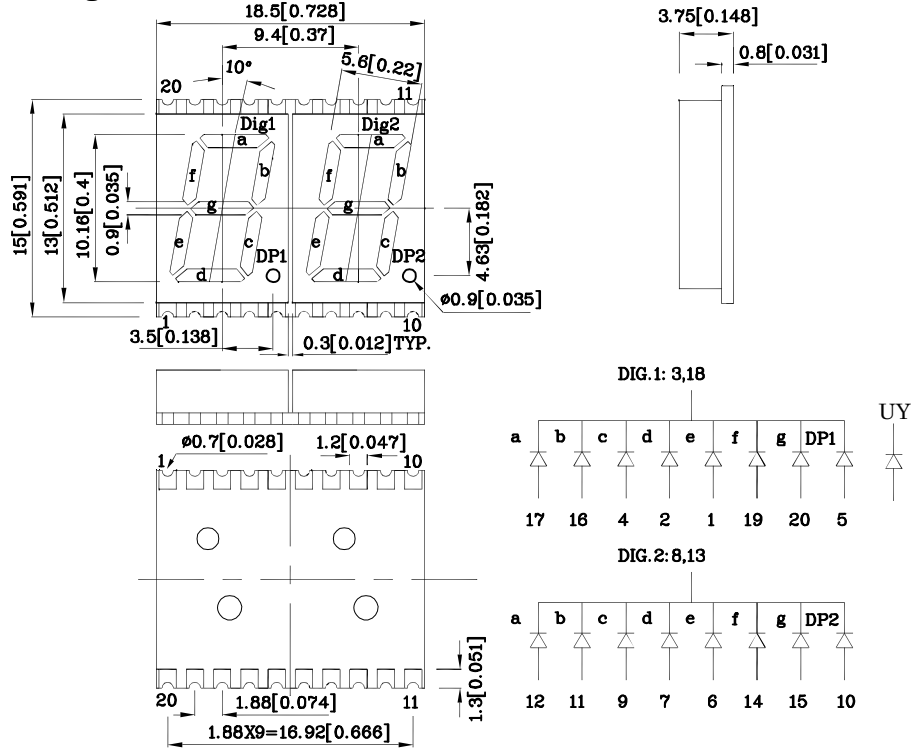 18.5[0.728]
9.4[0.37]
10°
5.6[0.22]
20
11
Dig1
Dig2
a
a
b
b
f
f
g
g
e
e
c
c
d
d
DP1
DP2
15[0.591]
13[0.512]
10.16[0.4]
0.9[0.035]
4.63[0.182]
ø0.9[0.035]
1
10
3.5[0.138]
0.3[0.012]TYP.
3.75[0.148]
0.8[0.031]
ø0.7[0.028]
1.2[0.047]
1
10
20
11
1.88[0.074]
1.88X9=16.92[0.666]
1.3[0.051]
DIG.1: 3,18
a b c d e f g DP1
17 16 4 2 1 19 20 5
UY
DIG.2:8,13
a b c d e f g DP2
12 11 9 7 6 14 15 10